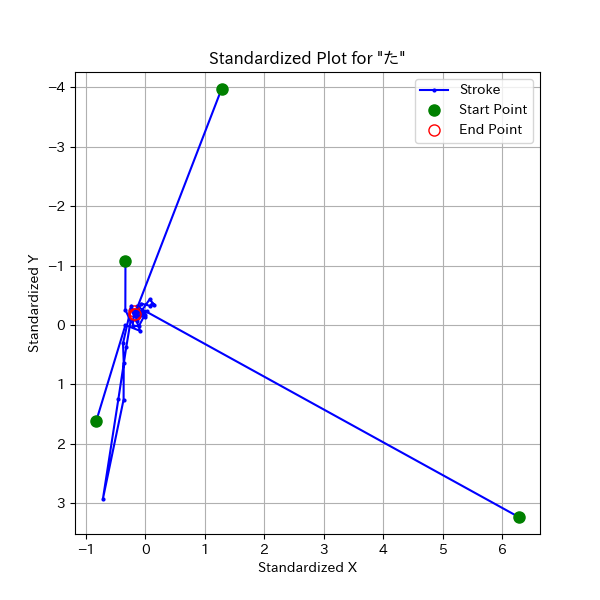 Standardized Plot for "た"
Stroke
Start Point
End Point
Standardized Y
−4
−3
−2
−1
0
1
2
3
−1 0 1 2 3 4 5 6
Standardized X